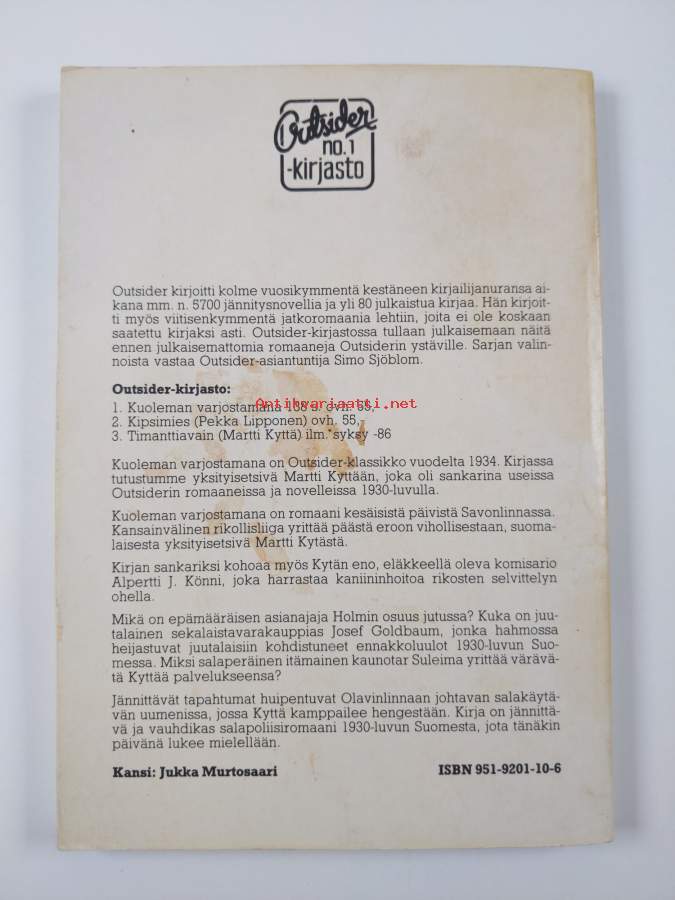 Outsider
no.1
-kirjasto
Outsider kirjoitti kolme vuosikymmentä kestäneen kirjailijanuransa ai-
kana mm. n. 5700 jännitysnovellia ja yli 80 julkaistua kirjaa. Hän kirjoit-
ti myös viitisenkymmentä jatkoromaania lehtiin, joita ei ole koskaan
saatettu kirjaksi asti. Outsider-kirjastossa tullaan julkaisemaan näitä
ennen julkaisemattomia romaaneja Outsiderin ystäville. Sarjan valin-
noista vastaa Outsider-asiantuntija Simo Sjöblom.
Outsider-kirjasto:
1. Kuoleman varjostamana 138 s. ovh. 55,-
Antikvariaatti.net
2. Kipsimies (Pekka Lipponen) ovh. 55,-
3. Timanttiavain (Martti Kyttä) ilm. syksy -86
Kuoleman varjostamana on Outsider-klassikko vuodelta 1934. Kirjassa
tutustumme yksityisetsivä Martti Kyttään, joka oli sankarina useissa
Outsiderin romaaneissa ja novelleissa 1930-luvulla.
Kuoleman varjostamana on romaani kesäisistä päivistä Savonlinnassa.
Kansainvälinen rikollisliiga yrittää päästä eroon vihollisestaan, suoma-
laisesta yksityisetsivä Martti Kytästä.
Kirjan sankariksi kohoaa myös Kytän eno, eläkkeellä oleva komisario
Alpertti J. Könni, joka harrastaa kaniininhoitoa rikosten selvittelyn
ohella.
Mikä on epämääräisen asianajaja Holmin osuus jutussa? Kuka on juu-
talainen sekalaistavarakauppias Josef Goldbaum, jonka hahmossa
heijastuvat juutalaisiin kohdistuneet ennakkoluulot 1930-luvun Suo-
messa. Miksi salaperäinen itämainen kaunotar Suleima yrittää värävä-
tä Kyttää palvelukseensa?
Jännittävät tapahtumat huipentuvat Olavinlinnaan johtavan salakäytä-
vän uumenissa, jossa Kyttä kamppailee hengestään. Kirja on jännittä-
vä ja vauhdikas salapoliisiromaani 1930-luvun Suomesta, jota tänäkin
päivänä lukee mielellään.
Kansi: Jukka Murtosaari
ISBN 951-9201-10-6